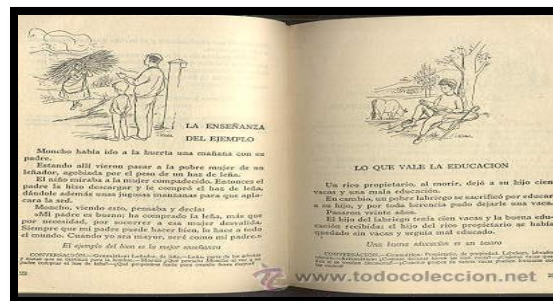 LA ENSEÑANZA
DEL EJEMPLO
Moncho había ido a la huerta una mañana con su
padre.
Estando allí vieron pasar a la pobre mujer de un
leñador, agobiada por el peso de un haz de leña.
El niño miraba a la mujer compadecido. Entonces el
padre la hizo descargar y le compró el haz de leña,
dándole además unas jugosas manzanas para que apla-
cara la sed.
Moncho, viendo esto, pensaba y decía:
«Mi padre es bueno; ha comprado la leña, más que
por necesidad, por socorrer a esa mujer desvalida.
Siempre que mi padre puede hacer bien, lo hace a todo
el mundo. Cuando yo sea mayor, seré como mi padre.»
El ejemplo del bien es la mejor enseñanza
LO QUE VALE LA EDUCACION
Un rico propietario, al morir, dejó a su hijo cien
vacas y una mala educación.
En cambio, un pobre labriego se sacrificó por educar
a su hijo, y por toda herencia pudo dejarle una vaca.
Pasaron veinte años.
El hijo del labriego tenía cien vacas y la buena edu-
cación recibida; el hijo del rico propietario se había
quedado sin vacas y seguía mal educado.
Una buena educación es un tesoro
www.todocoleccion.net